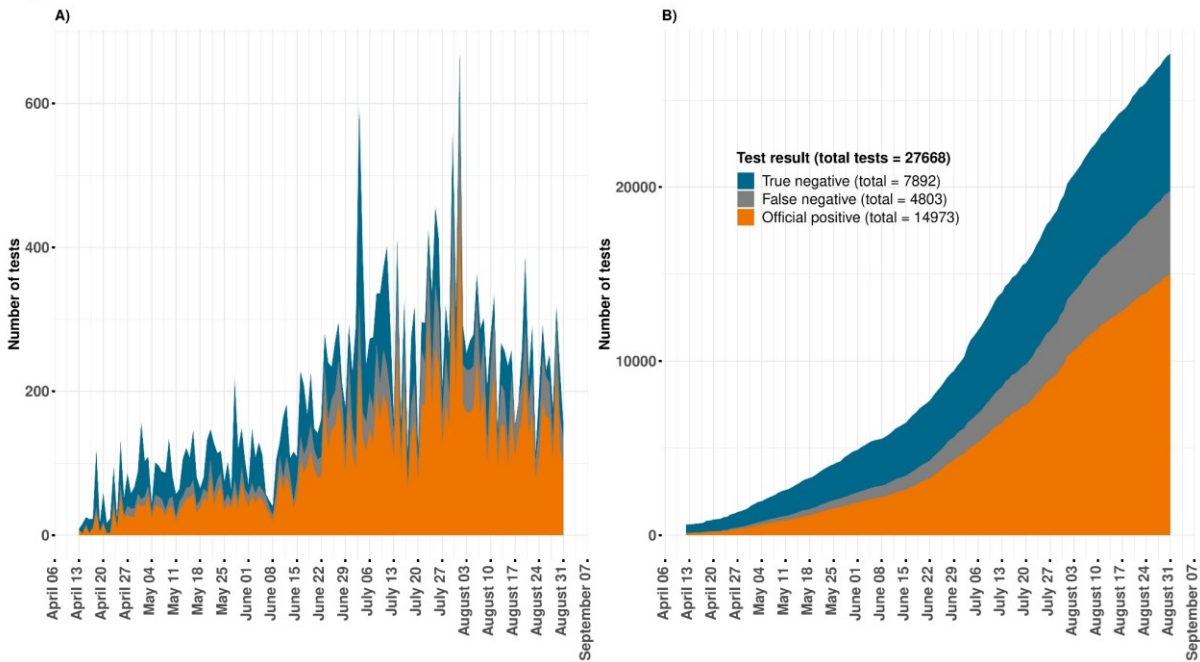 A)
Number of tests
600
400
200
0
April 06
April 13
April 20
April 27
May 04
May 11
May 18
May 25
June 01
June 08
June 15
June 22
June 29
July 06
July 13
July 20
July 27
August 03
August 10
August 17
August 24
August 31
September 07
B)
Number of tests
20000
10000
0
Test result (total tests = 27668)
True negative (total = 7892)
False negative (total = 4803)
Official positive (total = 14973)
April 06
April 13
April 20
April 27
May 04
May 11
May 18
May 25
June 01
June 08
June 15
June 22
June 29
July 06
July 13
July 20
July 27
August 03
August 10
August 17
August 24
August 31
September 07